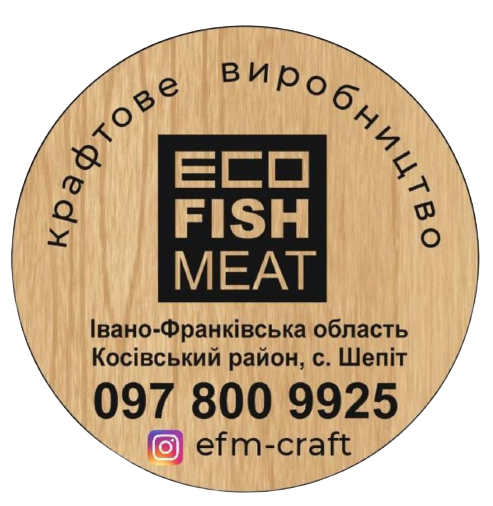 крафтове виробництво
ECO
FISH
MEAT
Івано-Франківська область
Косівський район, с. Шепіт
097 800 9925
efm-craft